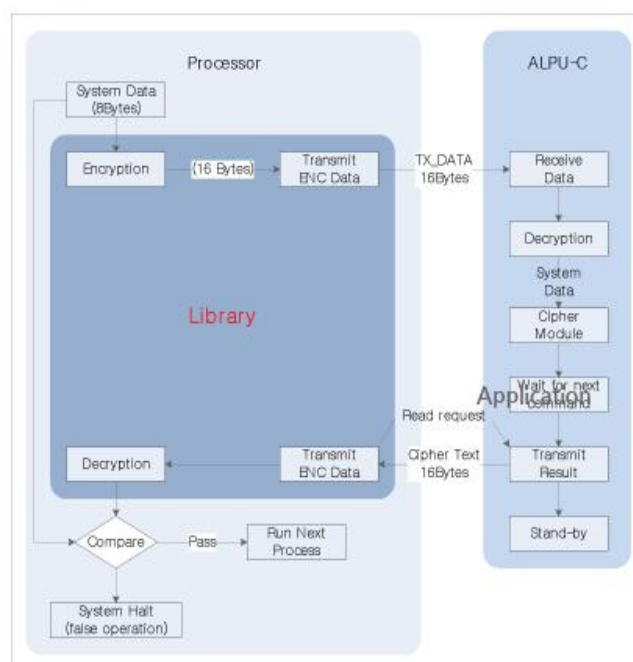 Processor
ALPU-C
System Data
(8Bytes)
Encryption
(16 Bytes)
Transmit
ENC Data
TX_DATA
16Bytes
Receive
Data
Decryption
System
Data
Library
Cipher
Module
Wait for next
command
Application
Read request
Decryption
Transmit
ENC Data
Cipher Text
16Bytes
Transmit
Result
Compare
Pass
Run Next
Process
Stand-by
System Halt
(false operation)